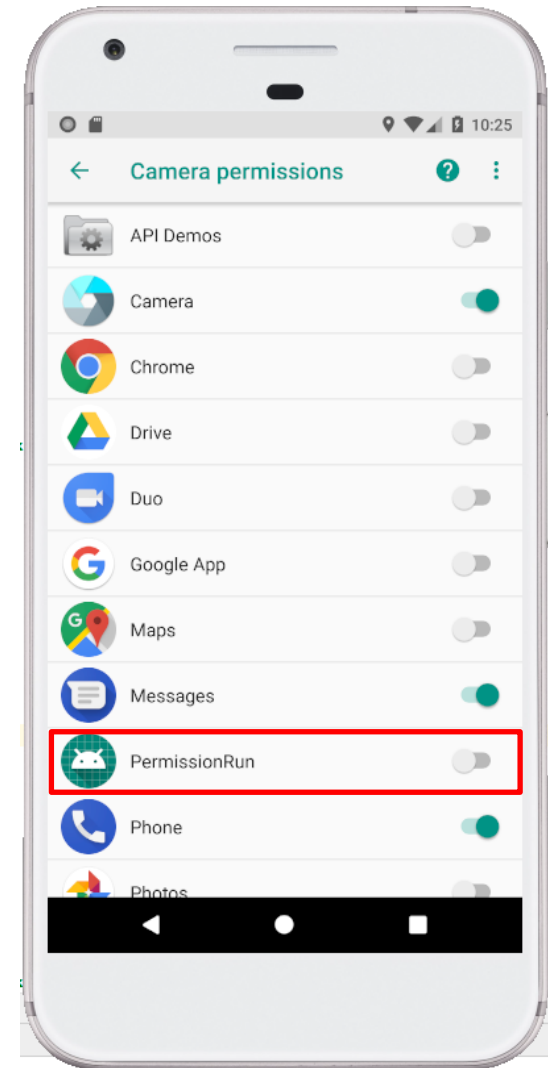 10:25
Camera permissions
API Demos
Camera
Chrome
Drive
Duo
Google App
Maps
Messages
PermissionRun
Phone
Photos